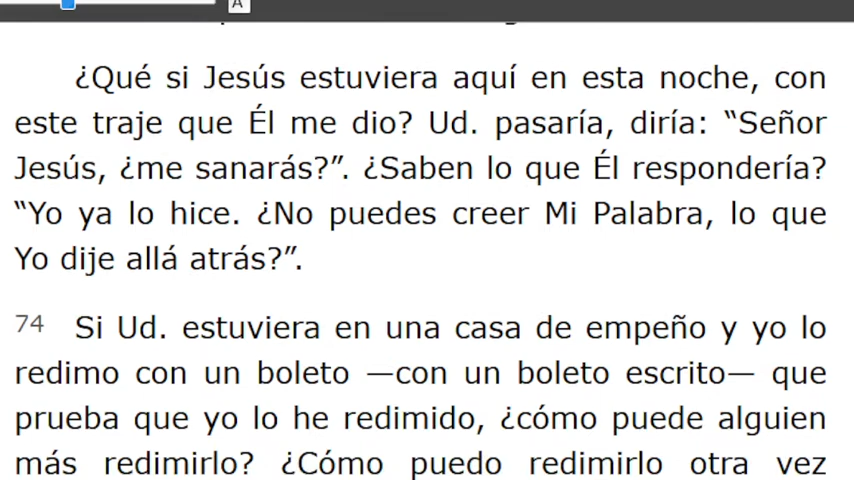 A
¿Qué si Jesús estuviera aquí en esta noche, con
este traje que Él me dio? Ud. pasaría, diría: “Señor
Jesús, ¿me sanarás?”. ¿Saben lo que Él respondería?
“Yo ya lo hice. ¿No puedes creer Mi Palabra, lo que
Yo dije allá atrás?”.
74 Si Ud. estuviera en una casa de empeño y yo lo
redimo con un boleto —con un boleto escrito— que
prueba que yo lo he redimido, ¿cómo puede alguien
más redimirlo? ¿Cómo puedo redimirlo otra vez